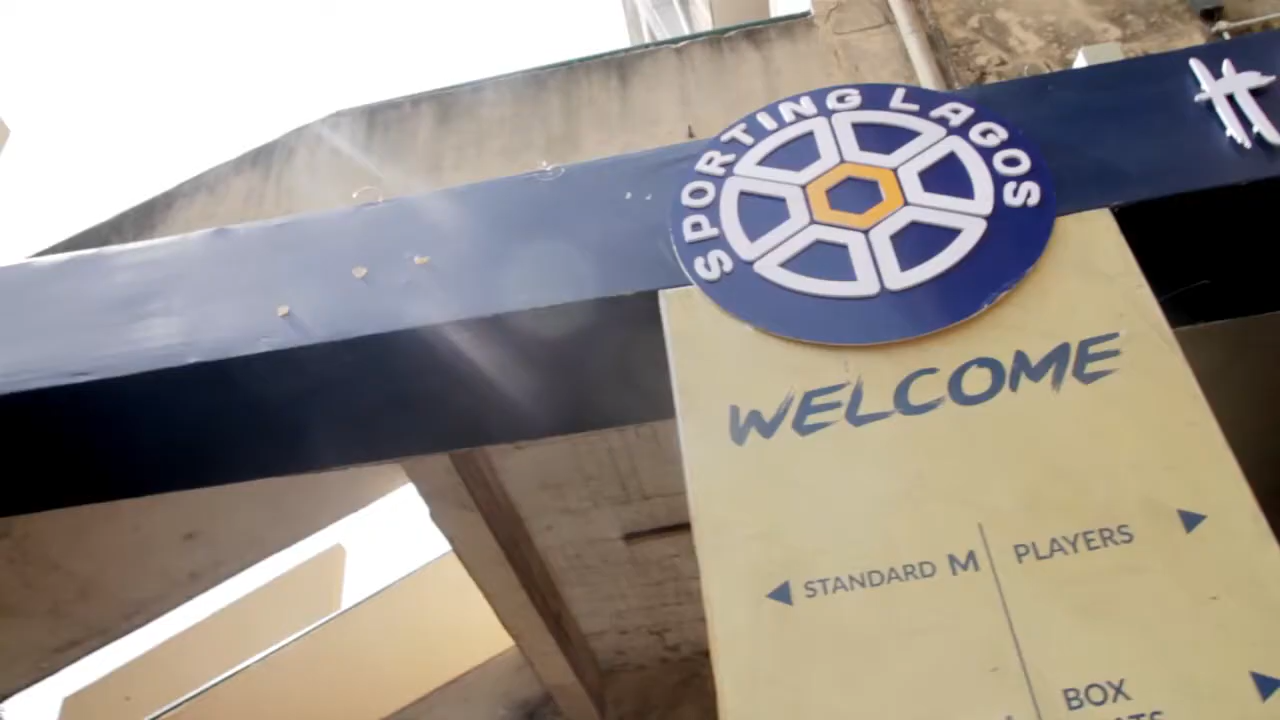 SPORTING LAGOS
WELCOME
STANDARD M
PLAYERS
BOX